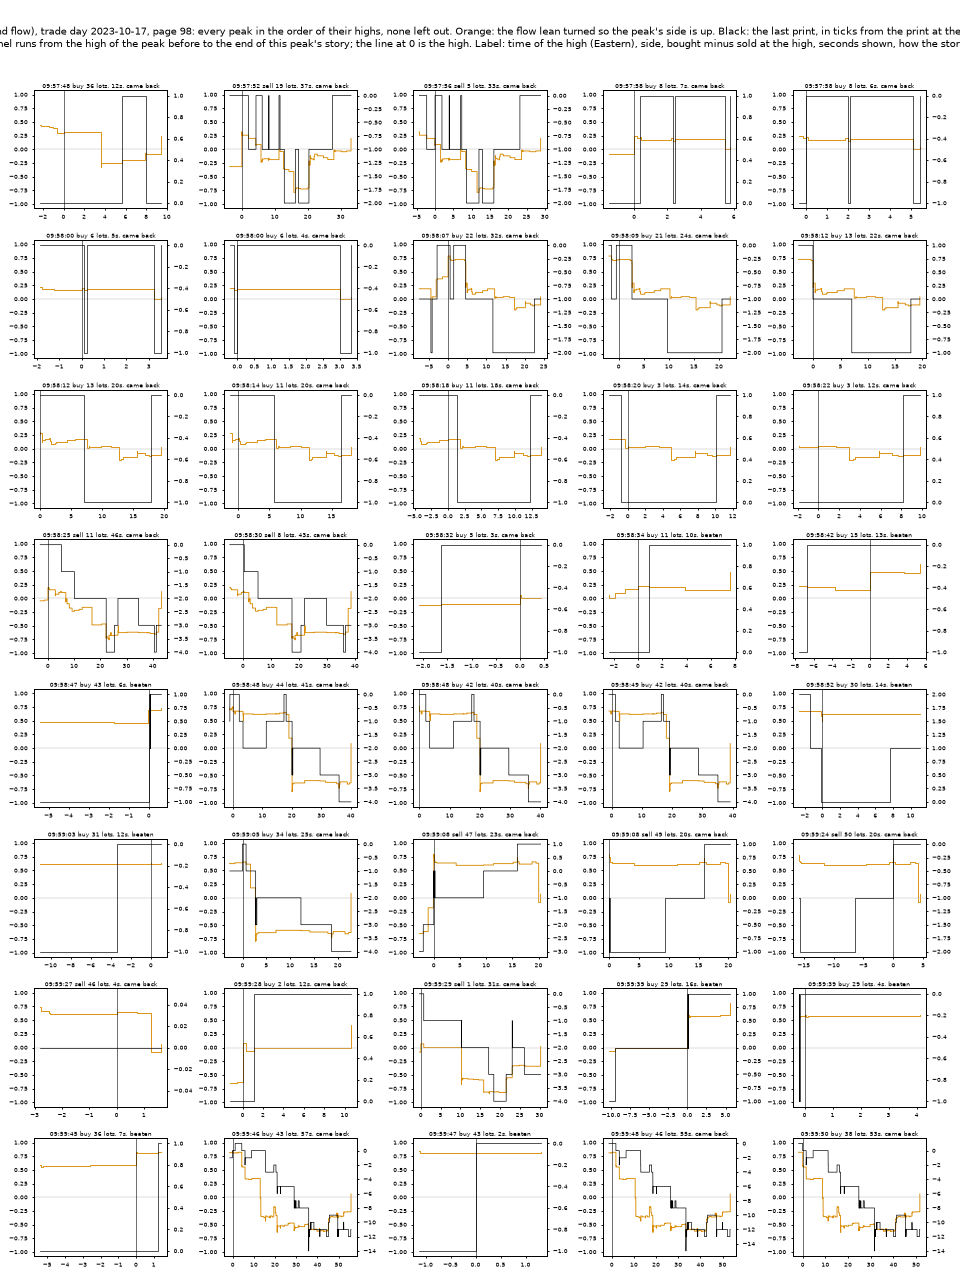 nd flow), trade day 2023-10-17, page 98: every peak in the order of their highs, none left out. Orange: the flow lean turned so the peak's side is up. Black: the last print, in ticks from the print at the
nel runs from the high of the peak before to the end of this peak's story; the line at 0 is the high. Label: time of the high (Eastern), side, bought minus sold at the high, seconds shown, how the stor
09:57:48 buy 36 lots. 12s. came back
09:57:52 sell 19 lots. 37s. came back
09:57:56 sell 5 lots. 33s. came back
09:57:58 buy 8 lots. 7s. came back
09:57:58 buy 8 lots. 6s. came back
09:58:00 buy 6 lots. 5s. came back
09:58:00 buy 6 lots. 4s. came back
09:58:07 buy 22 lots. 32s. came back
09:58:09 buy 21 lots. 24s. came back
09:58:12 buy 13 lots. 22s. came back
09:58:12 buy 13 lots. 20s. came back
09:58:14 buy 11 lots. 20s. came back
09:58:18 buy 11 lots. 18s. came back
09:58:20 buy 3 lots. 14s. came back
09:58:22 buy 3 lots. 12s. came back
09:58:25 sell 11 lots. 46s. came back
09:58:30 sell 8 lots. 43s. came back
09:58:32 buy 5 lots. 3s. came back
09:58:34 buy 11 lots. 10s. beaten
09:58:42 buy 15 lots. 13s. beaten
09:58:47 buy 43 lots. 6s. beaten
09:58:48 buy 44 lots. 41s. came back
09:58:48 buy 42 lots. 40s. came back
09:58:49 buy 42 lots. 40s. came back
09:58:52 buy 30 lots. 14s. beaten
09:59:03 buy 31 lots. 12s. beaten
09:59:05 buy 34 lots. 25s. came back
09:59:08 sell 47 lots. 23s. came back
09:59:08 sell 49 lots. 20s. came back
09:59:24 sell 50 lots. 20s. came back
09:59:27 sell 46 lots. 4s. came back
09:59:28 buy 2 lots. 12s. came back
09:59:29 sell 1 lots. 31s. came back
09:59:39 buy 29 lots. 16s. beaten
09:59:39 buy 29 lots. 4s. beaten
09:59:45 buy 36 lots. 7s. beaten
09:59:46 buy 43 lots. 57s. came back
09:59:47 buy 43 lots. 2s. beaten
09:59:48 buy 46 lots. 55s. came back
09:59:50 buy 38 lots. 53s. came back